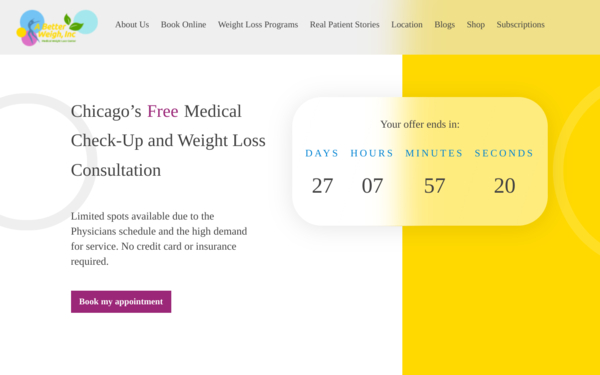 A Better
Weigh, Inc
About Us Book Online Weight Loss Programs Real Patient Stories Location Blogs Shop Subscriptions
Chicago’s Free Medical
Check-Up and Weight Loss
Consultation
Limited spots available due to the
Physicians schedule and the high demand
for service. No credit card or insurance
required.
Book my appointment
Your offer ends in:
DAYS HOURS MINUTES SECONDS
27 07 57 20